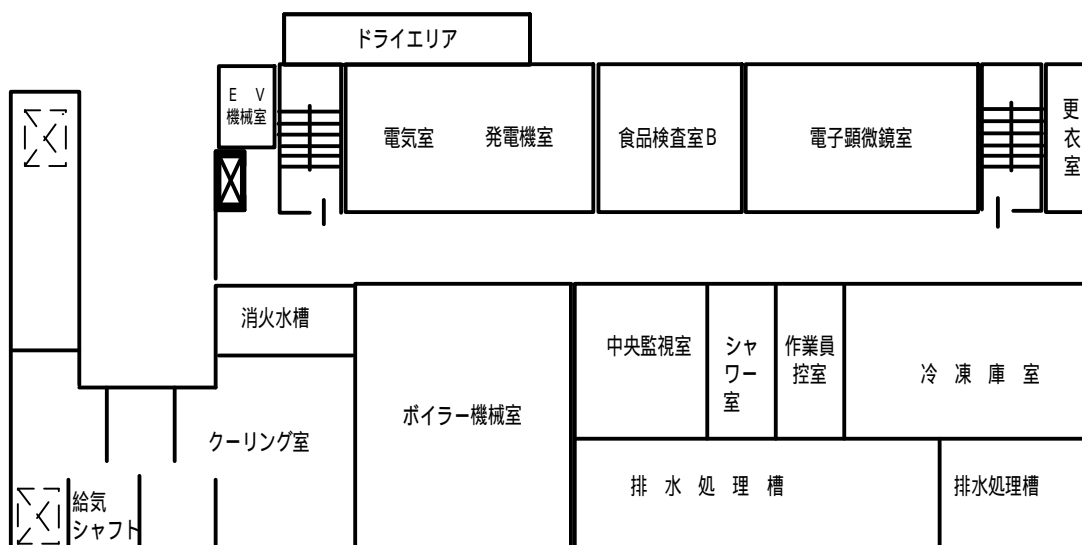 ドライエリア
Ｅ　Ｖ
機械室
電気室
発電機室
食品検査室Ｂ
電子顕微鏡室
更
衣
室
消火水槽
中央監視室
シャ
ワー
室
作業員
控室
冷　凍　庫　室
ボイラー機械室
クーリング室
排　水　処　理　槽
排水処理槽
給気
シャフト